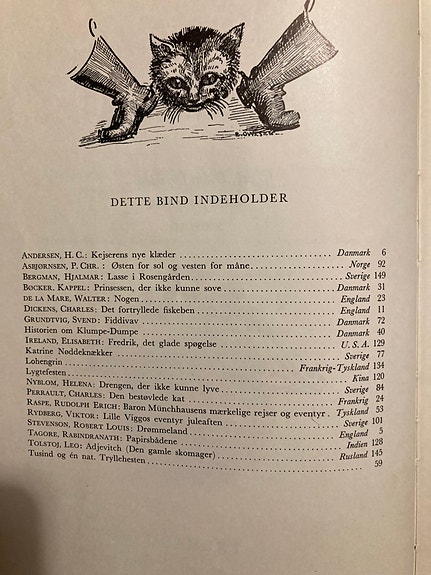 DETTE BIND INDEHOLDER
ANDERSEN, H. C.: Kejserens nye klæder Danmark 6
ASBJØRNSEN, P. CHR. : Østen for sol og vesten for måne Norge 92
BERGMAN, HJALMAR: Lasse i Rosengården Sverige 149
BØCKER, KAPPEL: Prinsessen, der ikke kunne sove Danmark 31
DE LA MARE, WALTER: Nogen England 23
DICKENS, CHARLES: Det fortryllede fiskeben England 11
GRUNDTVIG, SVEND: Fiddivav Danmark 72
Historien om Klumpe-Dumpe Danmark 40
IRELAND, ELISABETH: Fredrik, det glade spøgelse U.S.A. 129
Katrine Nøddeknækker Sverige 77
Lohengrin Frankrig-Tyskland 134
Lygtefesten Kina 120
NYBLOM, HELENA: Drengen, der ikke kunne lyve Sverige 84
PERRAULT, CHARLES: Den bestøvlede kat Frankrig 24
RASPE, RUDOLPH ERICH: Baron Münchhausens mærkelige rejser og eventyr . Tyskland 53
RYDBERG, VIKTOR: Lille Viggos eventyr juleaften Sverige 101
STEVENSON, ROBERT LOUIS: Drømmeland England 5
TAGORE, RABINDRANATH: Papirsbådene Indien 128
TOLSTOJ, LEO: Adjevitch (Den gamle skomager) Rusland 145
Tusind og én nat. Tryllehesten 59